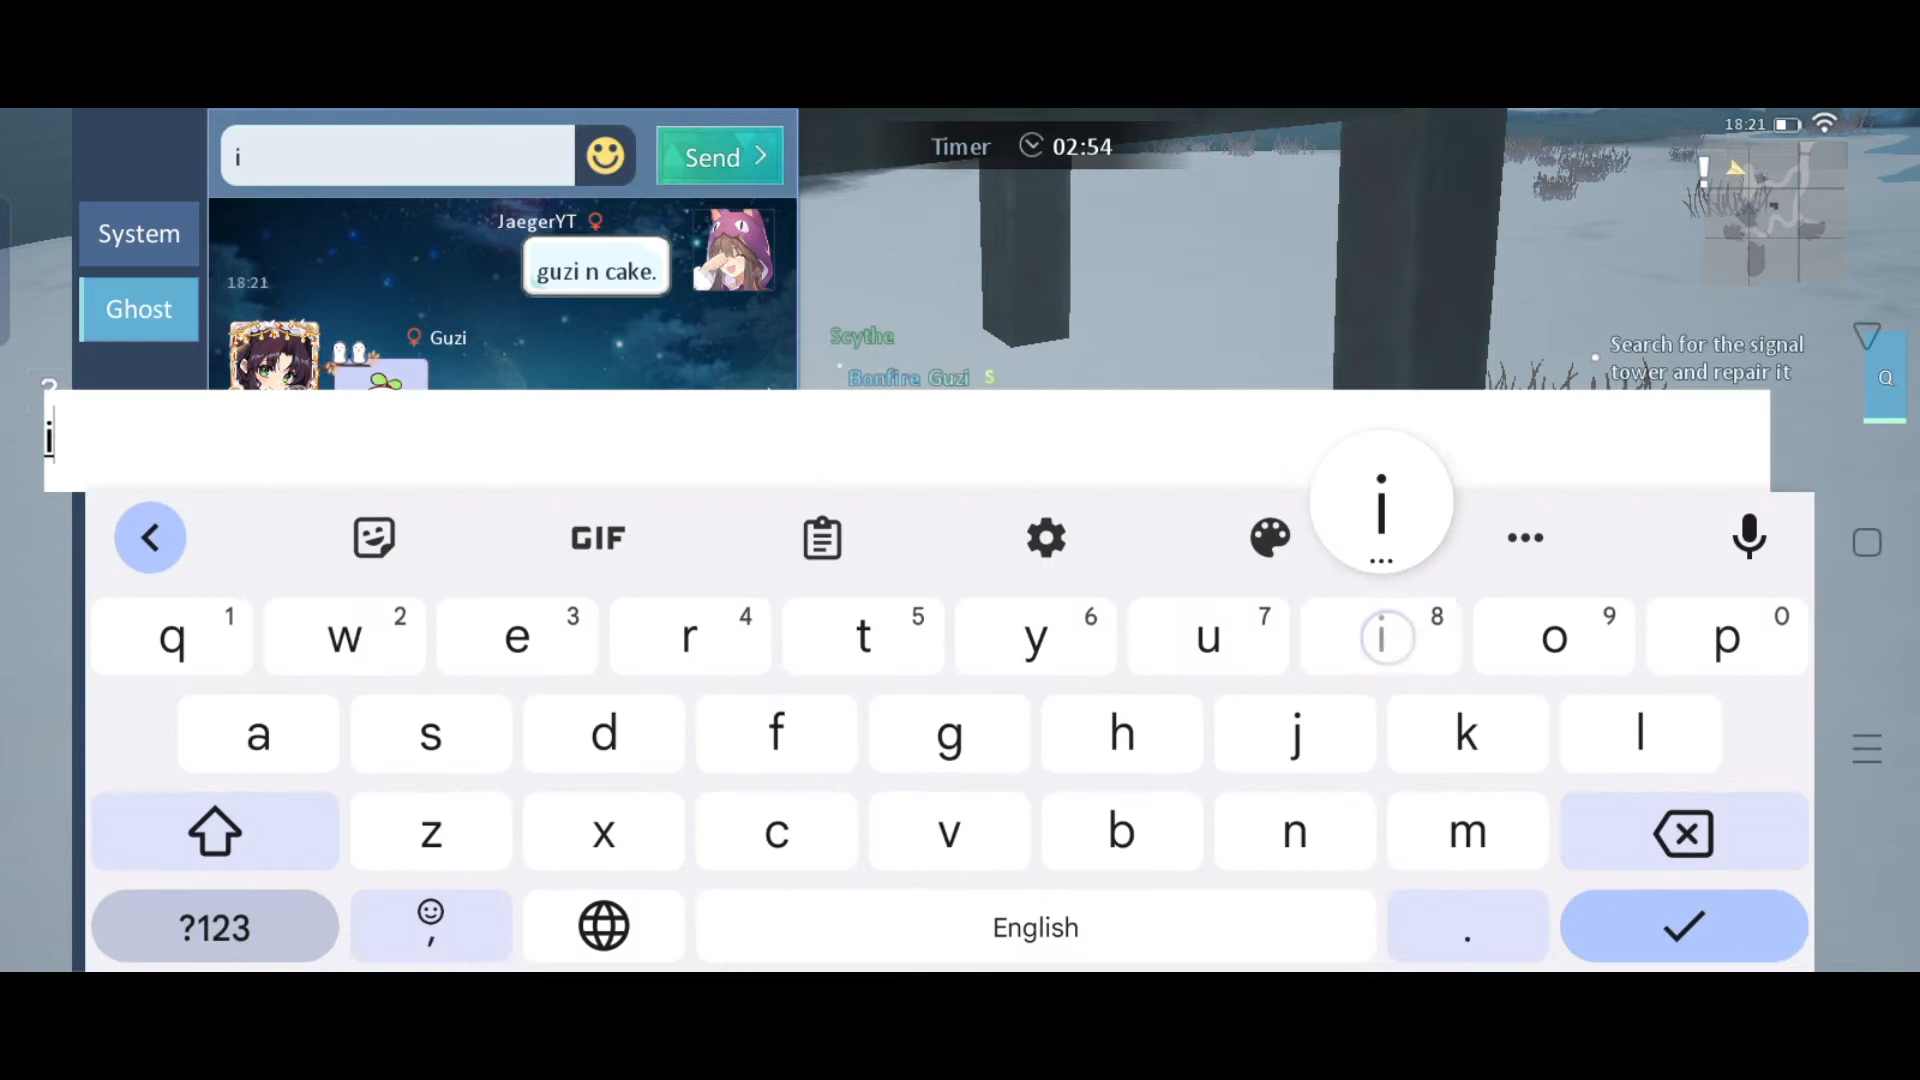 i
Send
Timer 02:54
18:21
System
JaegerYT
guzi n cake.
18:21
Ghost
Guzi
Scythe
Bonfire Guzi S
Search for the signal
tower and repair it
Q
?
i
i
...
GIF
q 1 w 2 e 3 r 4 t 5 y 6 u 7 i 8 o 9 p 0
a s d f g h j k l
z x c v b n m
?123 , English .